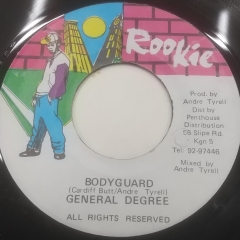 Rookie
Prod. by
Andre Tyrell
Dist by
Penthouse
Distribution
58 Slipe Rd.
Kgn 5
Tel: 92-97446
Mixed by
Andre Tyrell
BODYGUARD
(Cardiff Butt/Andre Tyrell)
GENERAL DEGREE
ALL RIGHTS RESERVED